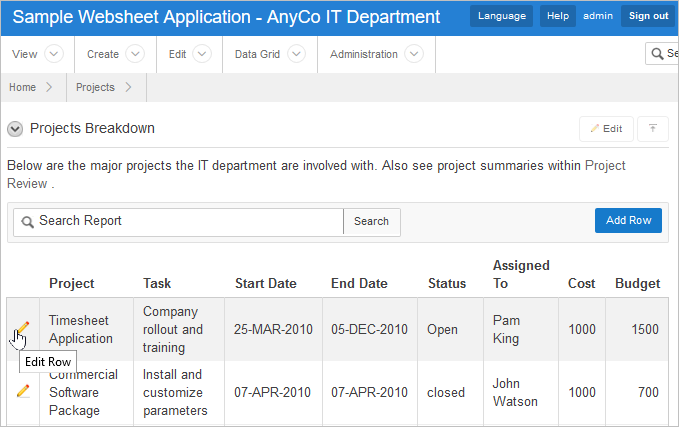 Sample Websheet Application - AnyCo IT Department
Language Help admin Sign out
View Create Edit Data Grid Administration
Home Projects
Projects Breakdown
Edit
Below are the major projects the IT department are involved with. Also see project summaries within Project
Review .
Search Report Search Add Row
Project Task Start Date End Date Status Assigned To Cost Budget
Timesheet Application Company rollout and training 25-MAR-2010 05-DEC-2010 Open Pam King 1000 1500
Edit Row
Commercial Software Package Install and customize parameters 07-APR-2010 07-APR-2010 closed John Watson 1000 700